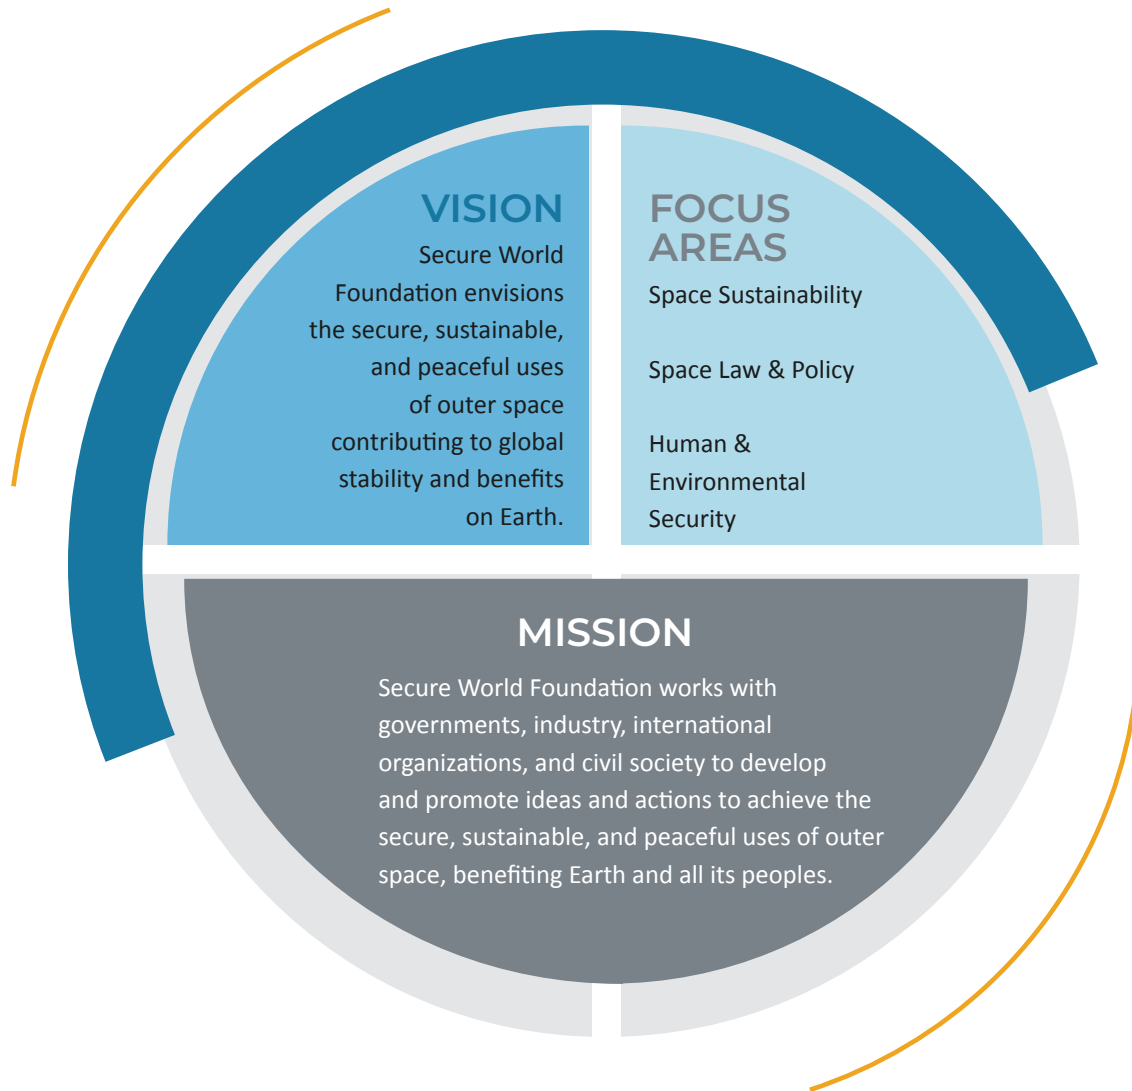 VISION
Secure World
Foundation envisions
the secure, sustainable,
and peaceful uses
of outer space
contributing to global
stability and benefits
on Earth.
FOCUS
AREAS
Space Sustainability
Space Law & Policy
Human &
Environmental
Security
MISSION
Secure World Foundation works with
governments, industry, international
organizations, and civil society to develop
and promote ideas and actions to achieve the
secure, sustainable, and peaceful uses of outer
space, benefiting Earth and all its peoples.